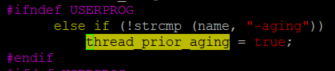 #ifndef USERPROG
else if (!strcmp (name, "-aging"))
thread_prior_aging = true;
#endif